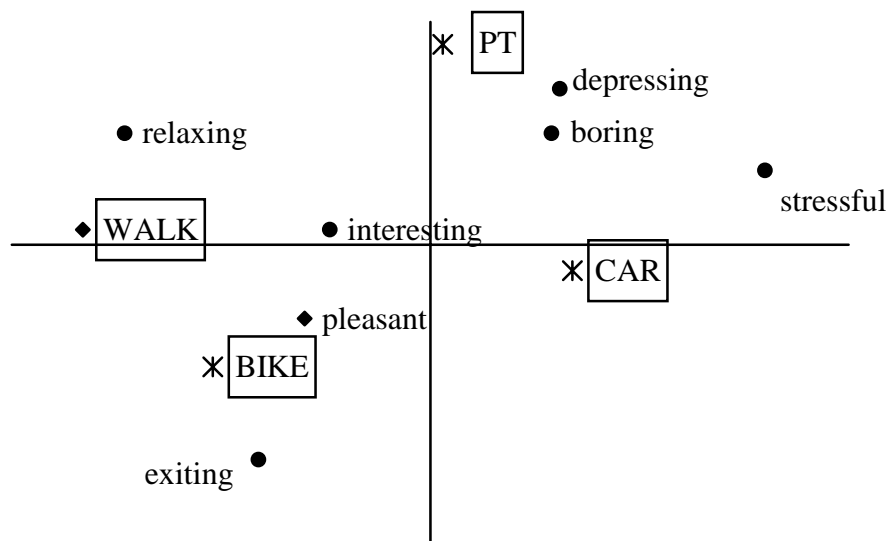 PT
depressing
relaxing
boring
stressful
WALK
interesting
CAR
pleasant
BIKE
exiting